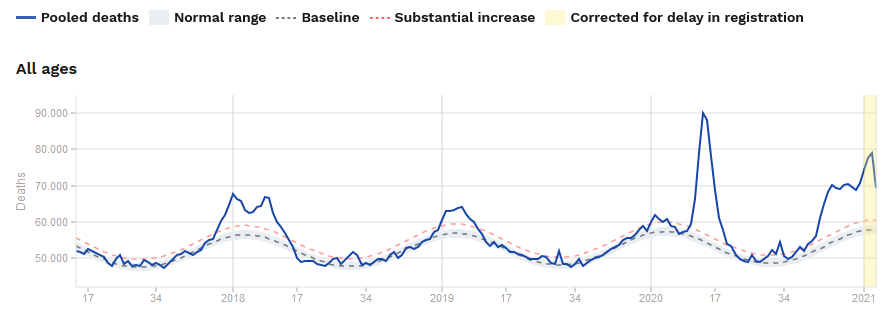 Pooled deaths Normal range Baseline Substantial increase Corrected for delay in registration
All ages
Deaths
90.000
80.000
70.000
60.000
50.000
17 34 2018 17 34 2019 17 34 2020 17 34 2021